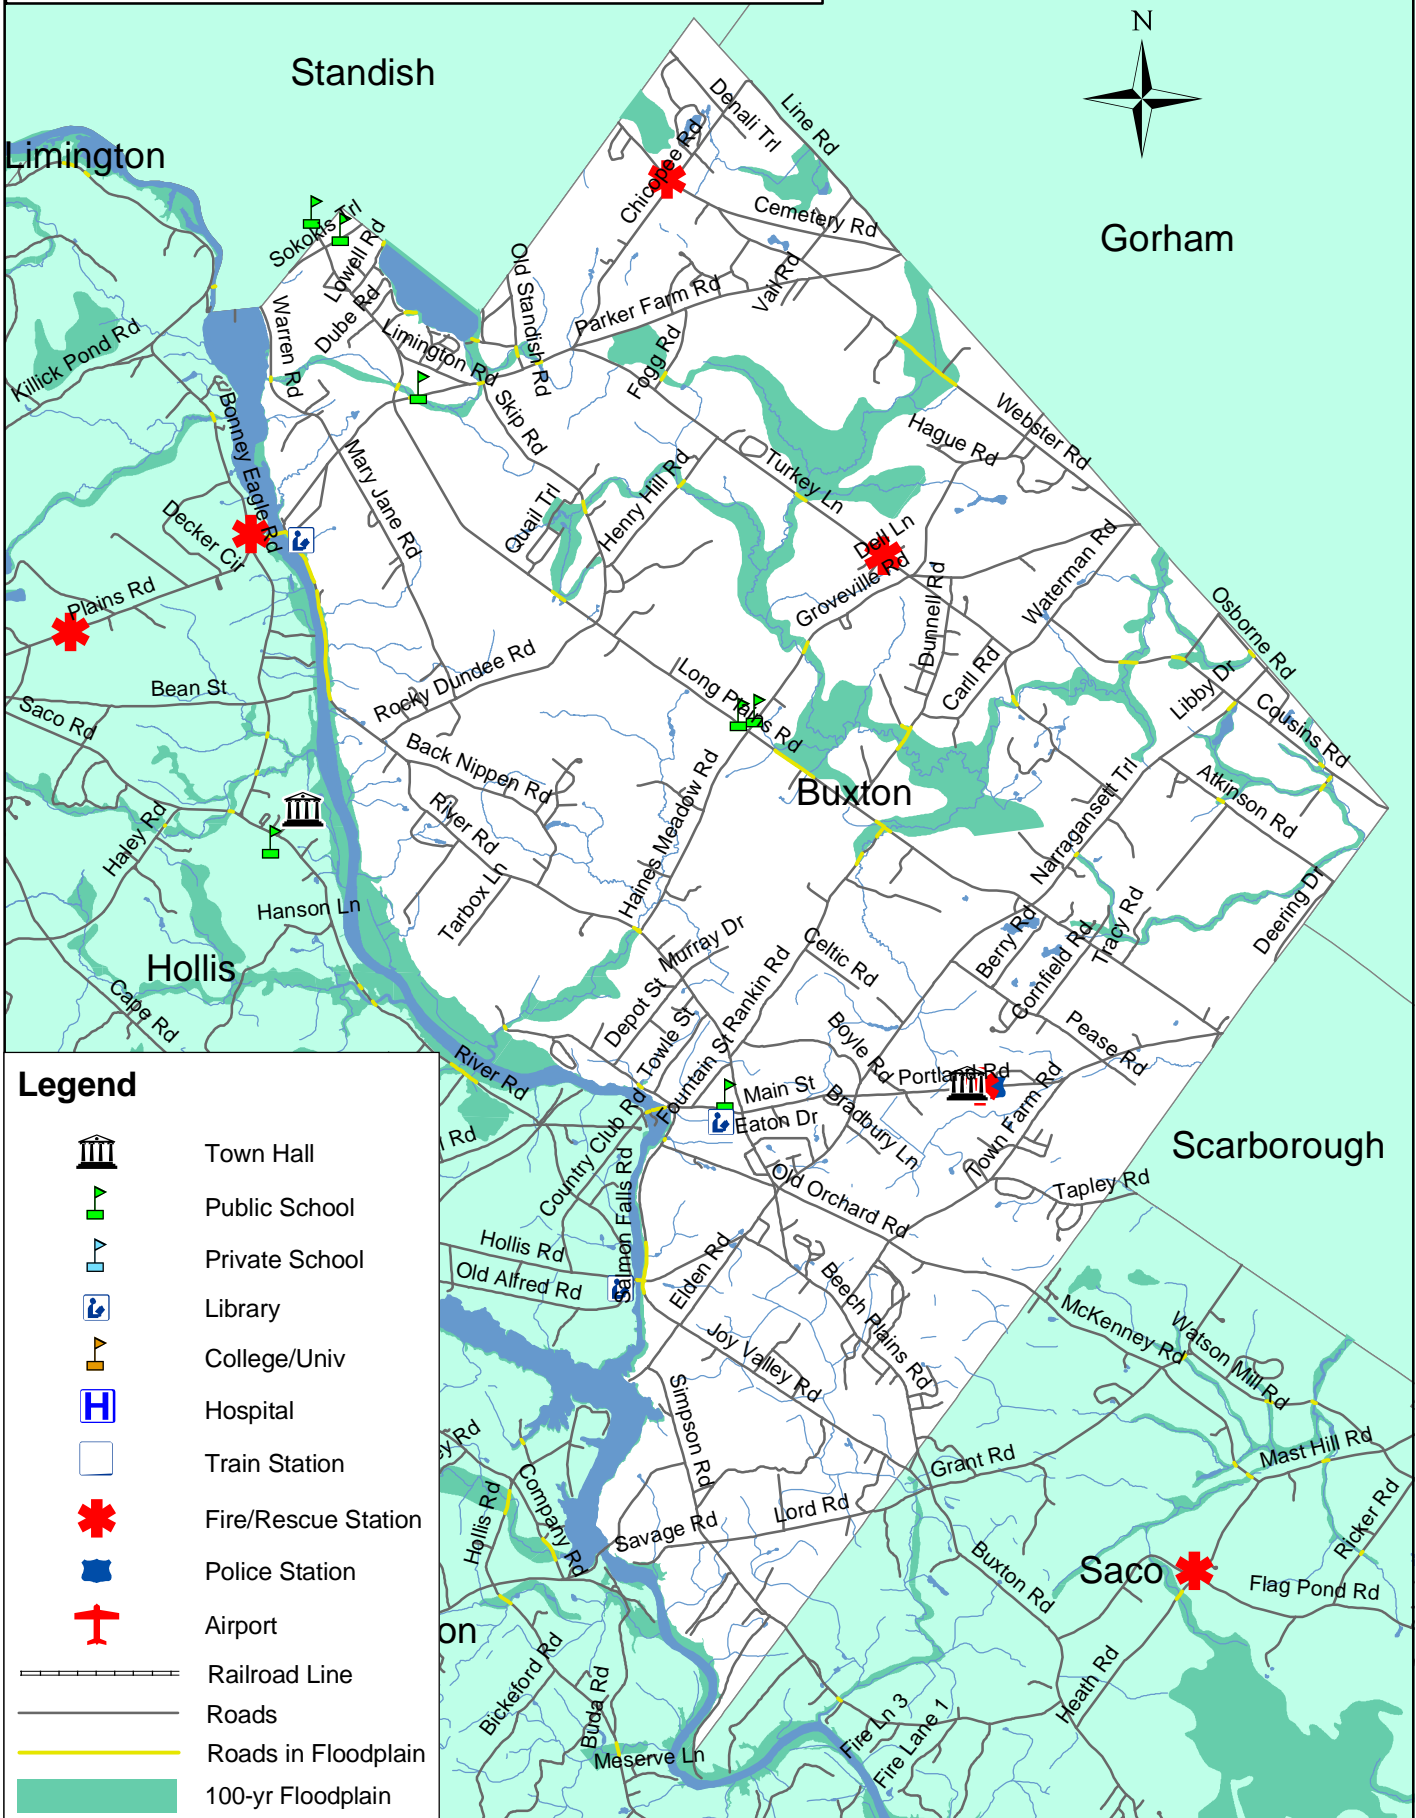 N
Standish
Limington
Gorham
Denali Trl
Line Rd
Chicopee Rd
Cemetery Rd
Sokokis Trl
Lowell Rd
Old Standish Rd
Vail Rd
Warren Rd
Dube Rd
Parker Farm Rd
Limington Rd
Killick Pond Rd
Fogg Rd
Skip Rd
Bonney Eagle Rd
Webster Rd
Hague Rd
Mary Jane Rd
Turkey Ln
Henry Hill Rd
Quail Trl
Decker Cir
Dell Ln
Groveville Rd
Waterman Rd
Plains Rd
Dunnell Rd
Osborne Rd
Carll Rd
Rocky Dundee Rd
Long Plains Rd
Bean St
Libby Dr
Saco Rd
Cousins Rd
Back Nippen Rd
Buxton
Atkinson Rd
River Rd
Haines Meadow Rd
Narragansett Trl
Haley Rd
Tarbox Ln
Hanson Ln
Deering Dr
Tracy Rd
Murray Dr
Celtic Rd
Berry Rd
Cornfield Rd
Hollis
Cape Rd
Depot St
Rankin Rd
Towle St
Boyle Rd
Pease Rd
River Rd
Fountain St
Portland Rd
Main St
Bradbury Ln
Town Farm Rd
Eaton Dr
Country Club Rd
l Rd
Scarborough
Salmon Falls Rd
Old Orchard Rd
Tapley Rd
Hollis Rd
Old Alfred Rd
Elden Rd
Beech Plains Rd
McKenney Rd
Watson Mill Rd
Joy Valley Rd
Simpson Rd
ey Rd
Grant Rd
Mast Hill Rd
Hollis Rd
Company Rd
Lord Rd
Savage Rd
Ricker Rd
Buxton Rd
Saco
Flag Pond Rd
on
Bickeford Rd
Buda Rd
Heath Rd
Meserve Ln
Fire Ln 3
Fire Lane 1
Legend
Town Hall
Public School
Private School
Library
College/Univ
H
Hospital
Train Station
Fire/Rescue Station
Police Station
Airport
Railroad Line
Roads
Roads in Floodplain
100-yr Floodplain